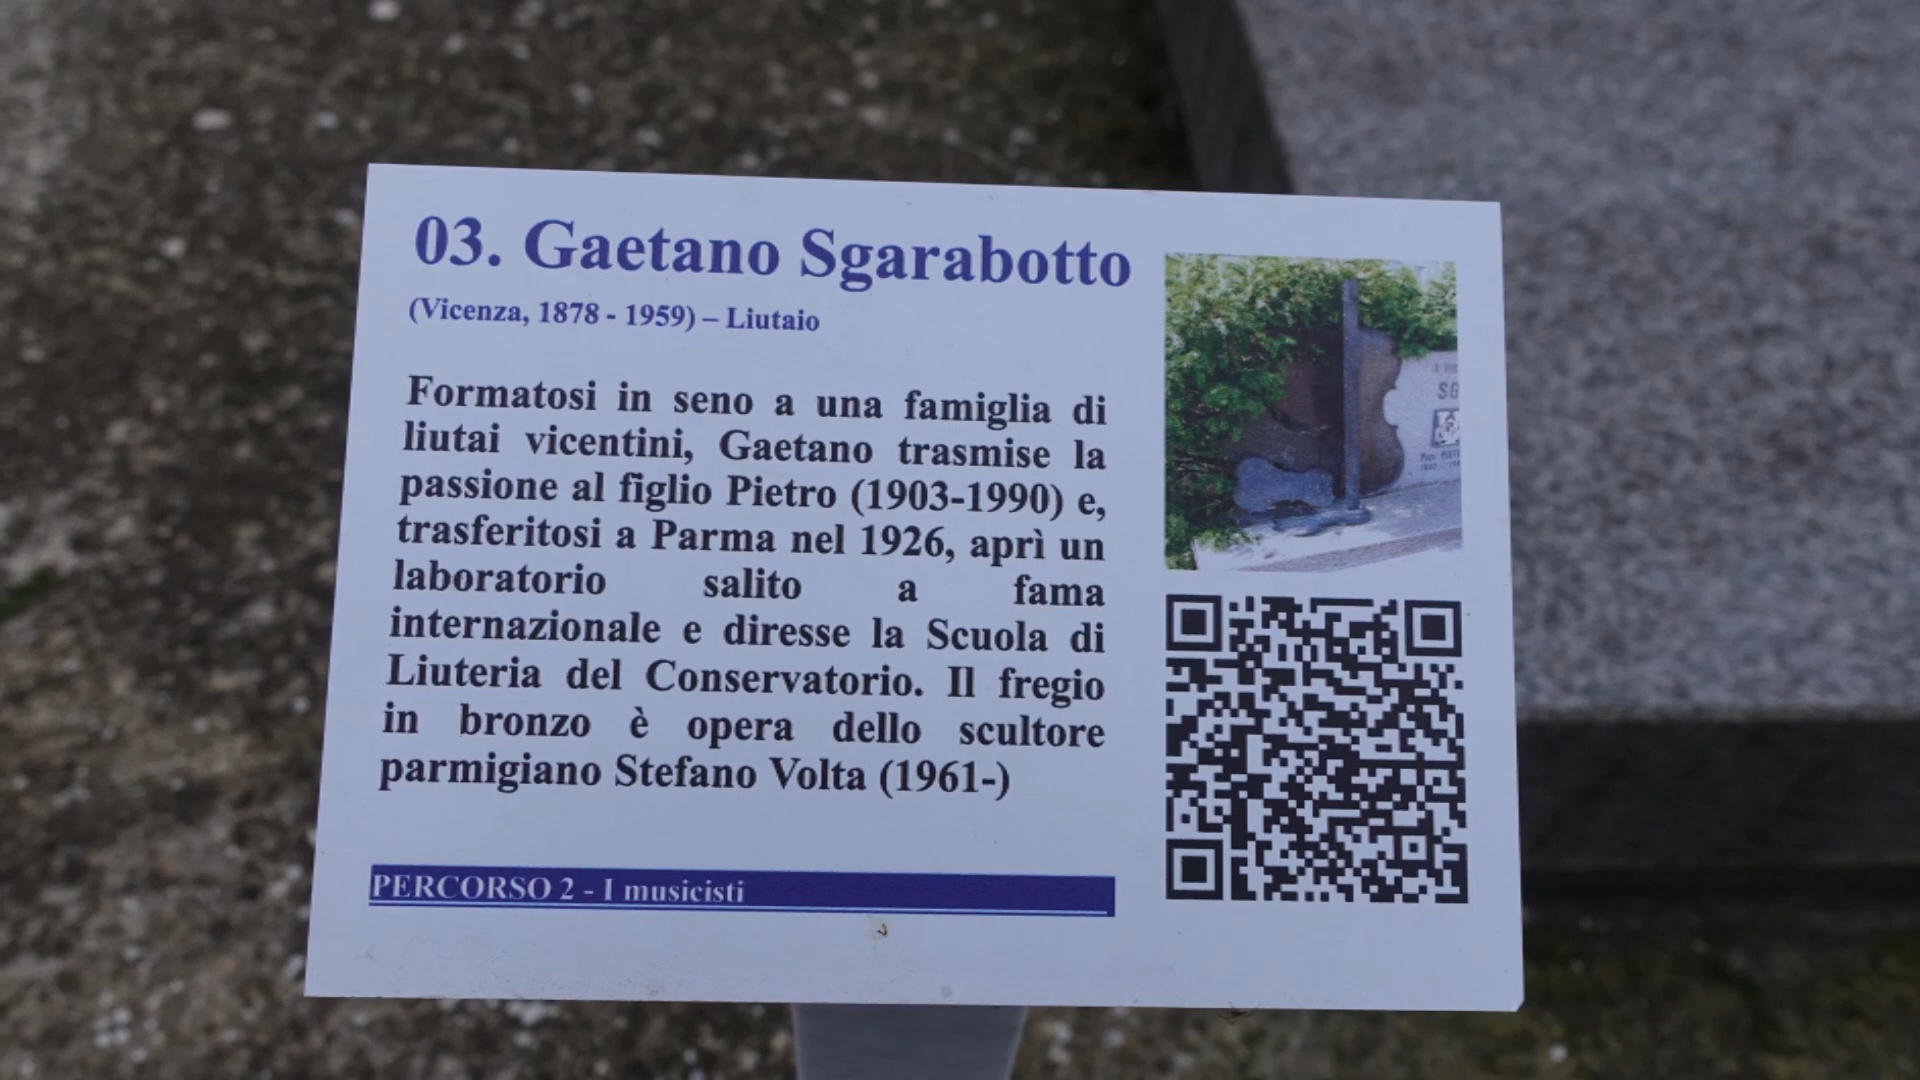 03. Gaetano Sgarabotto
(Vicenza, 1878 - 1959) – Liutaio
Formatosi in seno a una famiglia di
liutai vicentini, Gaetano trasmise la
passione al figlio Pietro (1903-1990) e,
trasferitosi a Parma nel 1926, aprì un
laboratorio salito a fama
internazionale e diresse la Scuola di
Liuteria del Conservatorio. Il fregio
in bronzo è opera dello scultore
parmigiano Stefano Volta (1961-)
PERCORSO 2 - I musicisti
SG